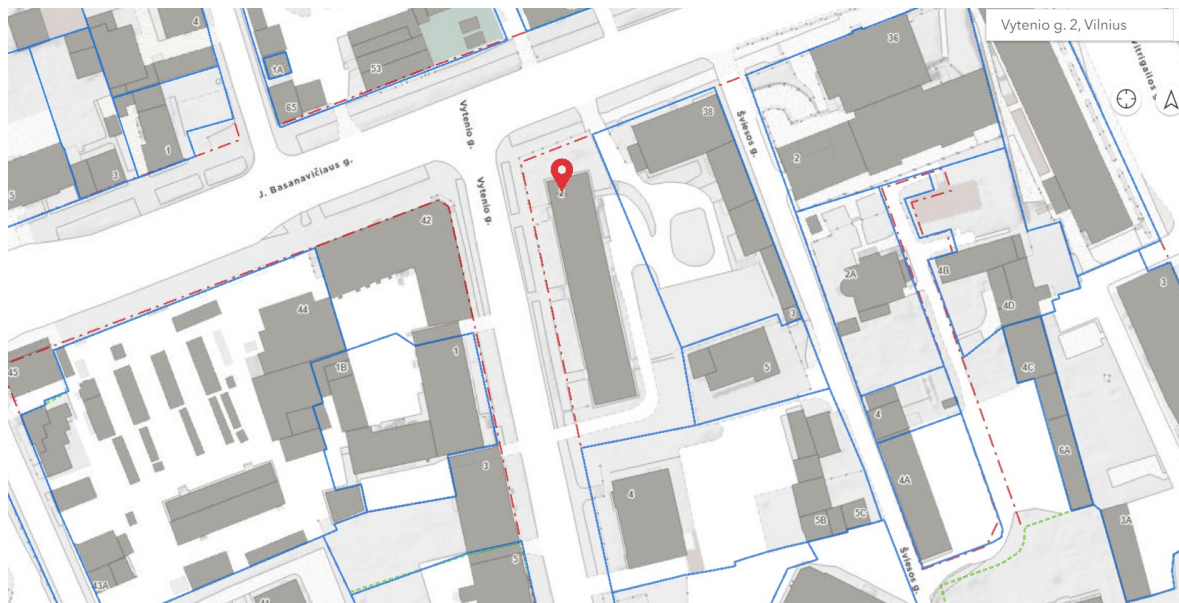 Vytenio g. 2, Vilnius
4
36
1A
53
65
Vytenio g.
38
Šviesos g.
1
3
5
2
J. Basanavičiaus g.
2
Vytenio g.
42
2A
4B
3
44
4D
3
45
1B
1
5
4C
4
3
6A
4
4A
5B
5C
3A
5
Šviesos g.
43A